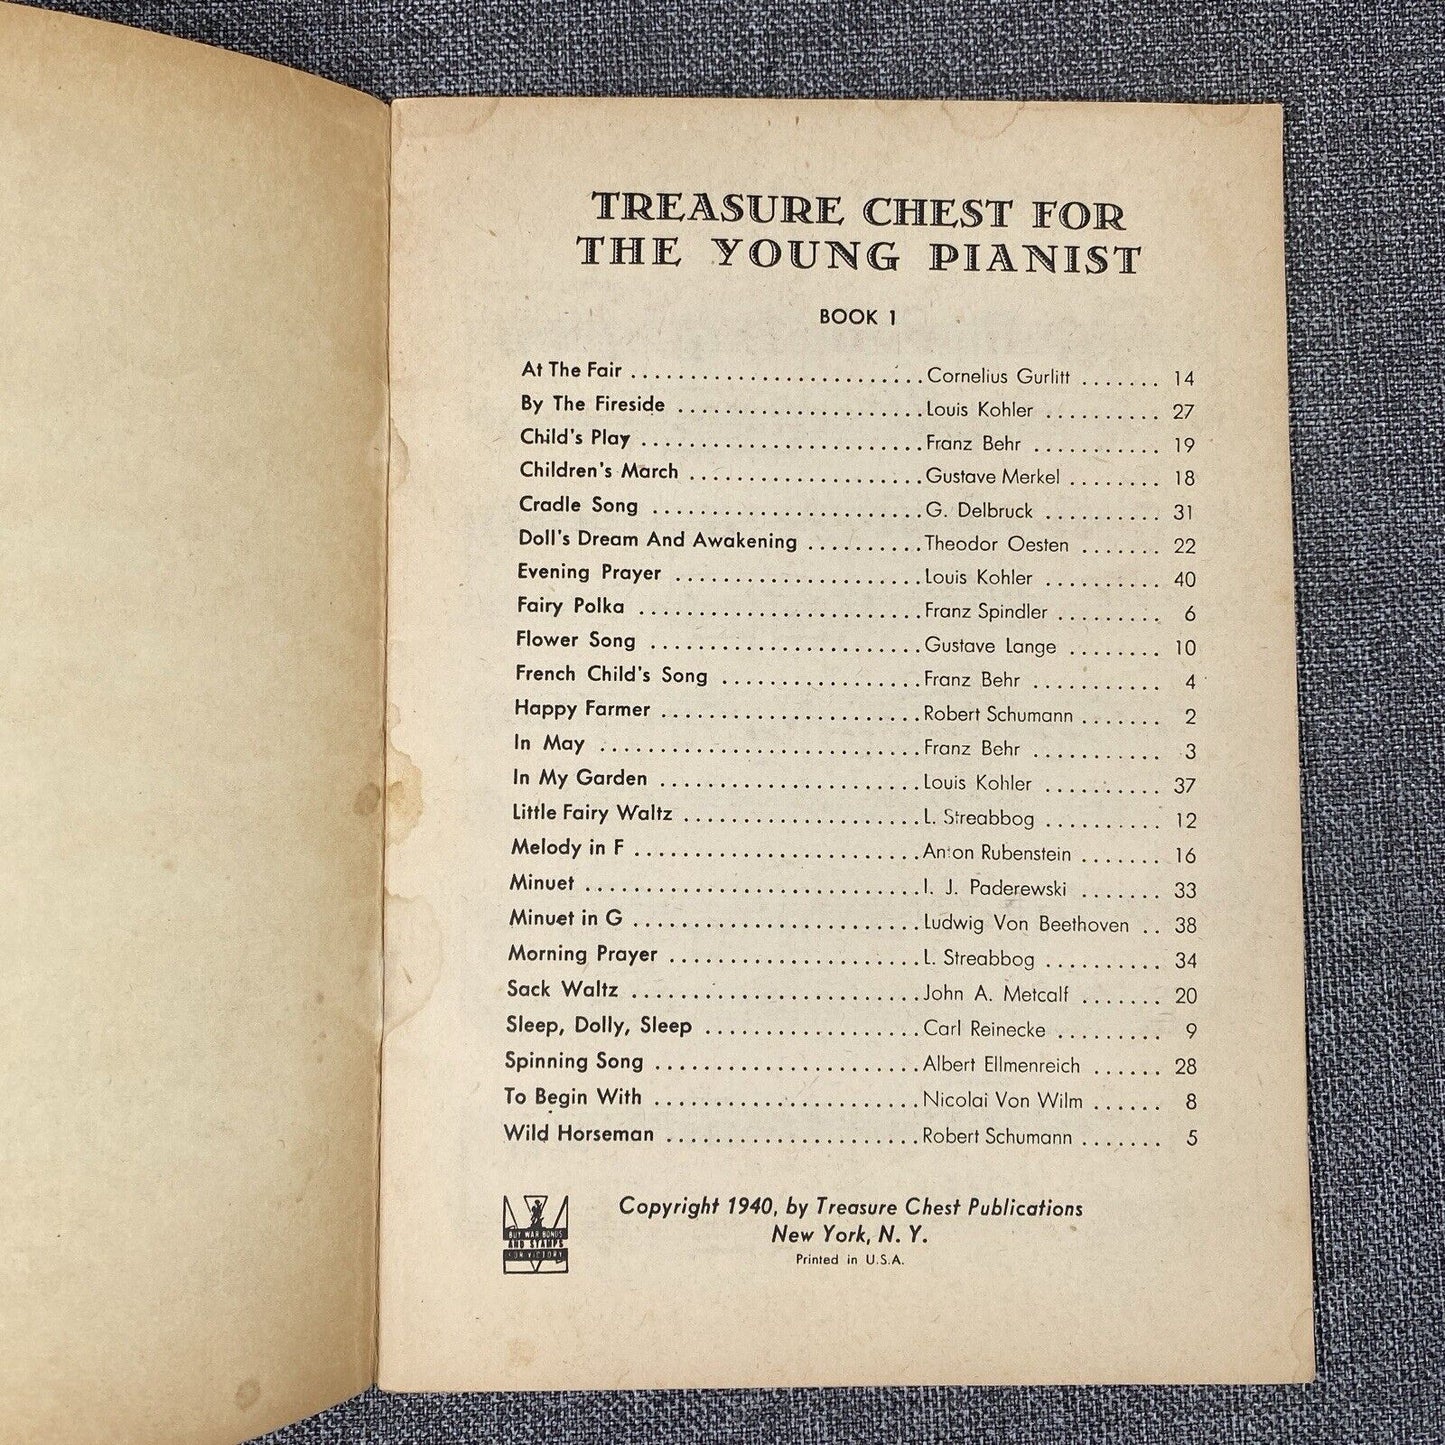 TREASURE CHEST FOR
THE YOUNG PIANIST
BOOK 1
At The Fair ......................... Cornelius Gurlitt ....... 14
By The Fireside ..................... Louis Kohler .......... 27
Child's Play ........................ Franz Behr ........... 19
Children's March .................... Gustave Merkel ........ 18
Cradle Song ....................... G. Delbruck .......... 31
Doll's Dream And Awakening .......... Theodor Oesten ....... 22
Evening Prayer ..................... Louis Kohler .......... 40
Fairy Polka ........................ Franz Spindler ......... 6
Flower Song ....................... Gustave Lange ........ 10
French Child's Song ................. Franz Behr ........... 4
Happy Farmer ...................... Robert Schumann ....... 2
In May ........................... Franz Behr ........... 3
In My Garden ...................... Louis Kohler .......... 37
Little Fairy Waltz .................... L. Streabbog .......... 12
Melody in F ........................ Anton Rubenstein ....... 16
Minuet ............................ I. J. Paderewski ....... 33
Minuet in G ........................ Ludwig Von Beethoven .. 38
Morning Prayer ..................... L. Streabbog .......... 34
Sack Waltz ........................ John A. Metcalf ....... 20
Sleep, Dolly, Sleep .................. Carl Reinecke ......... 9
Spinning Song ...................... Albert Ellmenreich ...... 28
To Begin With ...................... Nicolai Von Wilm ...... 8
Wild Horseman ..................... Robert Schumann ....... 5
Copyright 1940, by Treasure Chest Publications
New York, N. Y.
Printed in U.S.A.
BUY WAR BONDS
AND STAMPS
FOR VICTORY